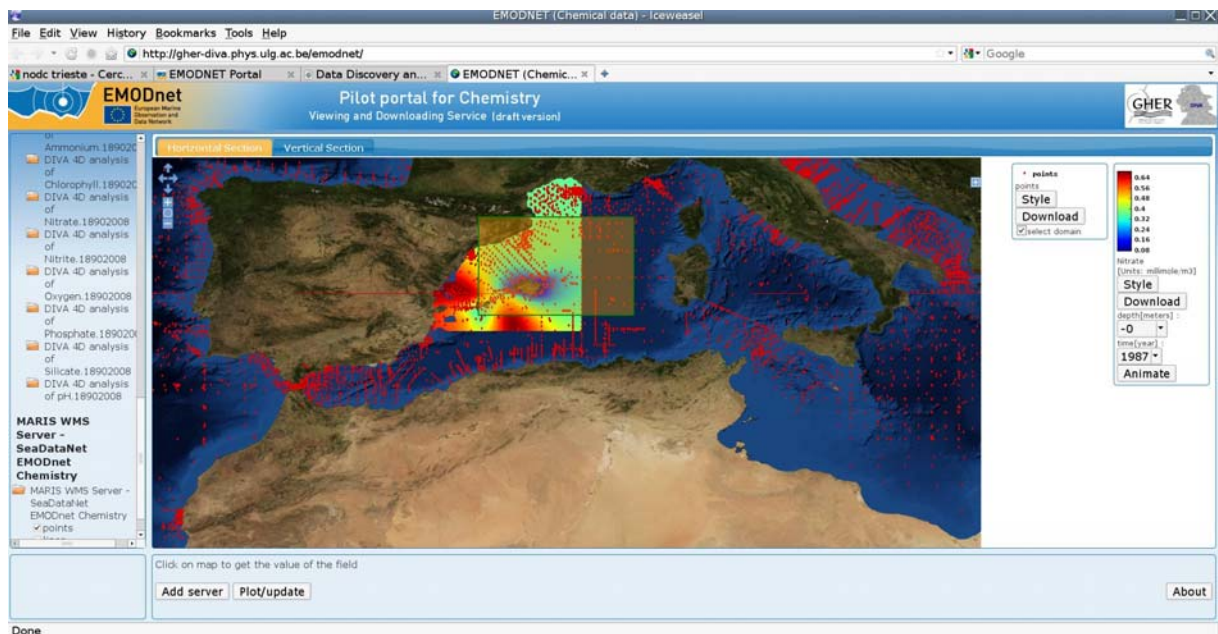 EMODNET (Chemical data) - Iceweasel
File Edit View History Bookmarks Tools Help
http://gher-diva.phys.ulg.ac.be/emodnet/
Google
nodc trieste - Cerc...
EMODNET Portal
Data Discovery an...
EMODNET (Chemic...
EMODnet
European Marine
Observation and
Data Network
Pilot portal for Chemistry
Viewing and Downloading Service (draft version)
GHER
of
Ammonium.189020
DIVA 4D analysis
of
Chlorophyll.189020
DIVA 4D analysis
of
Nitrate.18902008
DIVA 4D analysis
of
Nitrite.18902008
DIVA 4D analysis
of
Oxygen.18902008
DIVA 4D analysis
of
Phosphate.189020
DIVA 4D analysis
of
Silicate.18902008
DIVA 4D analysis
of pH.18902008
MARIS WMS
Server -
SeaDataNet
EMODnet
Chemistry
MARIS WMS Server -
SeaDataNet
EMODnet Chemistry
points
Horizontal Section
Vertical Section
points
points
Style
Download
select domain
0.64
0.56
0.48
0.4
0.32
0.24
0.16
0.08
Nitrate
[Units: millimole/m3]
Style
Download
depth[meters] :
-0
time[year] :
1987
Animate
Click on map to get the value of the field
Add server
Plot/update
About
Done